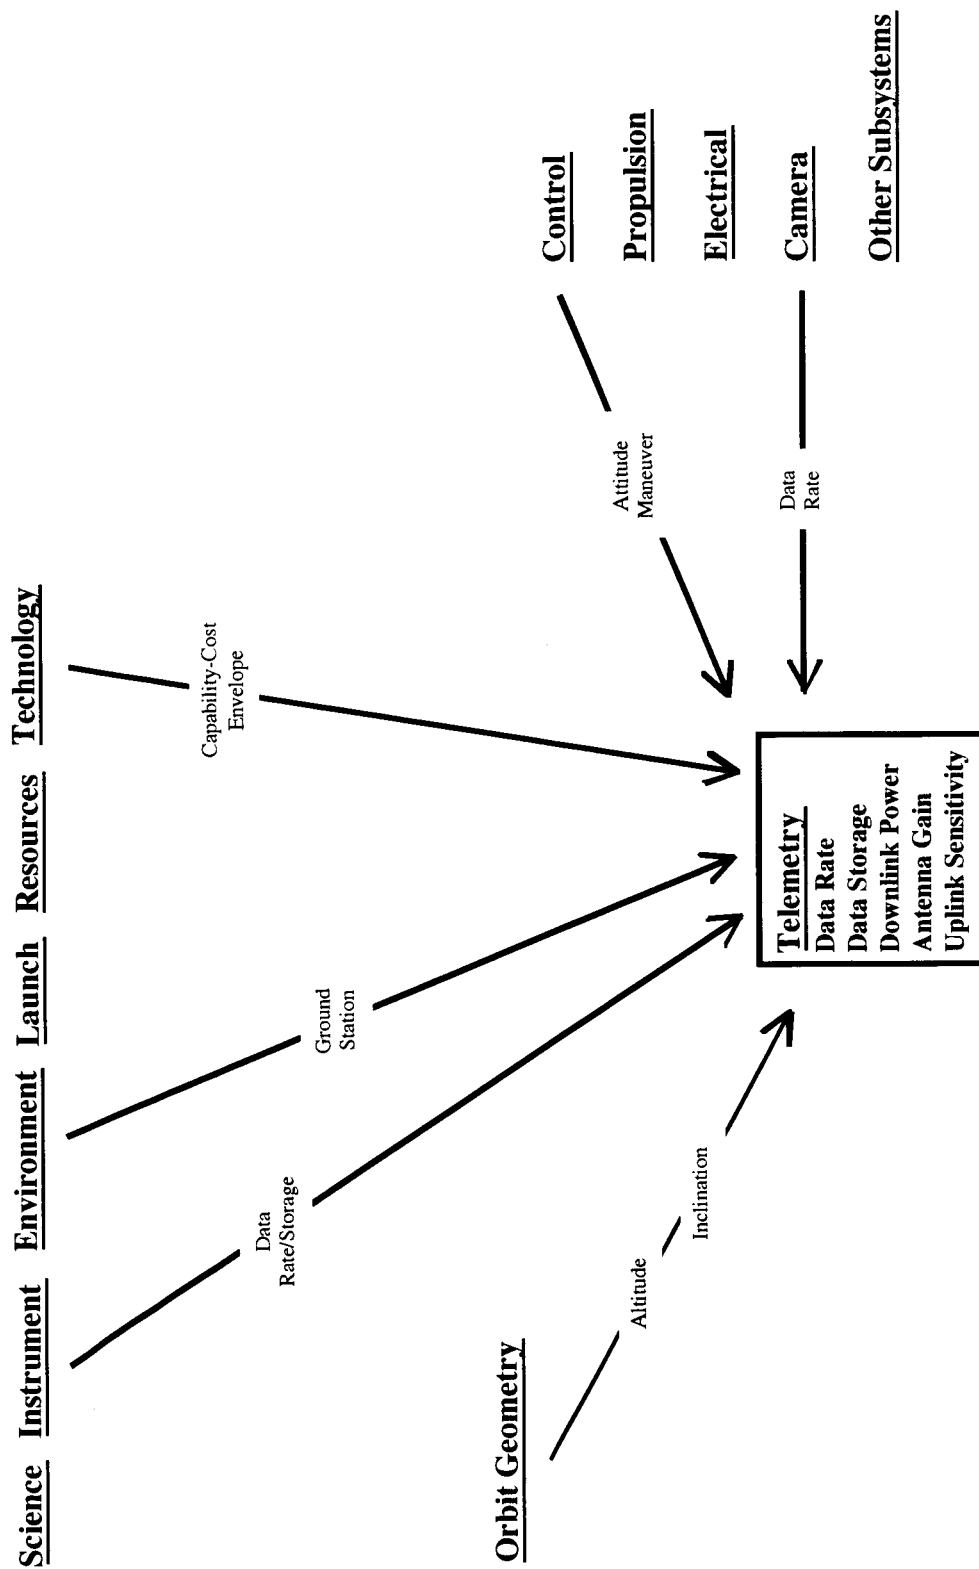 Science Instrument Environment Launch Resources Technology
Capability-Cost
Envelope
Ground
Station
Data
Rate/Storage
Orbit Geometry
Altitude
Inclination
Control
Propulsion
Electrical
Camera
Other Subsystems
Attitude
Maneuver
Data
Rate
Telemetry
Data Rate
Data Storage
Downlink Power
Antenna Gain
Uplink Sensitivity